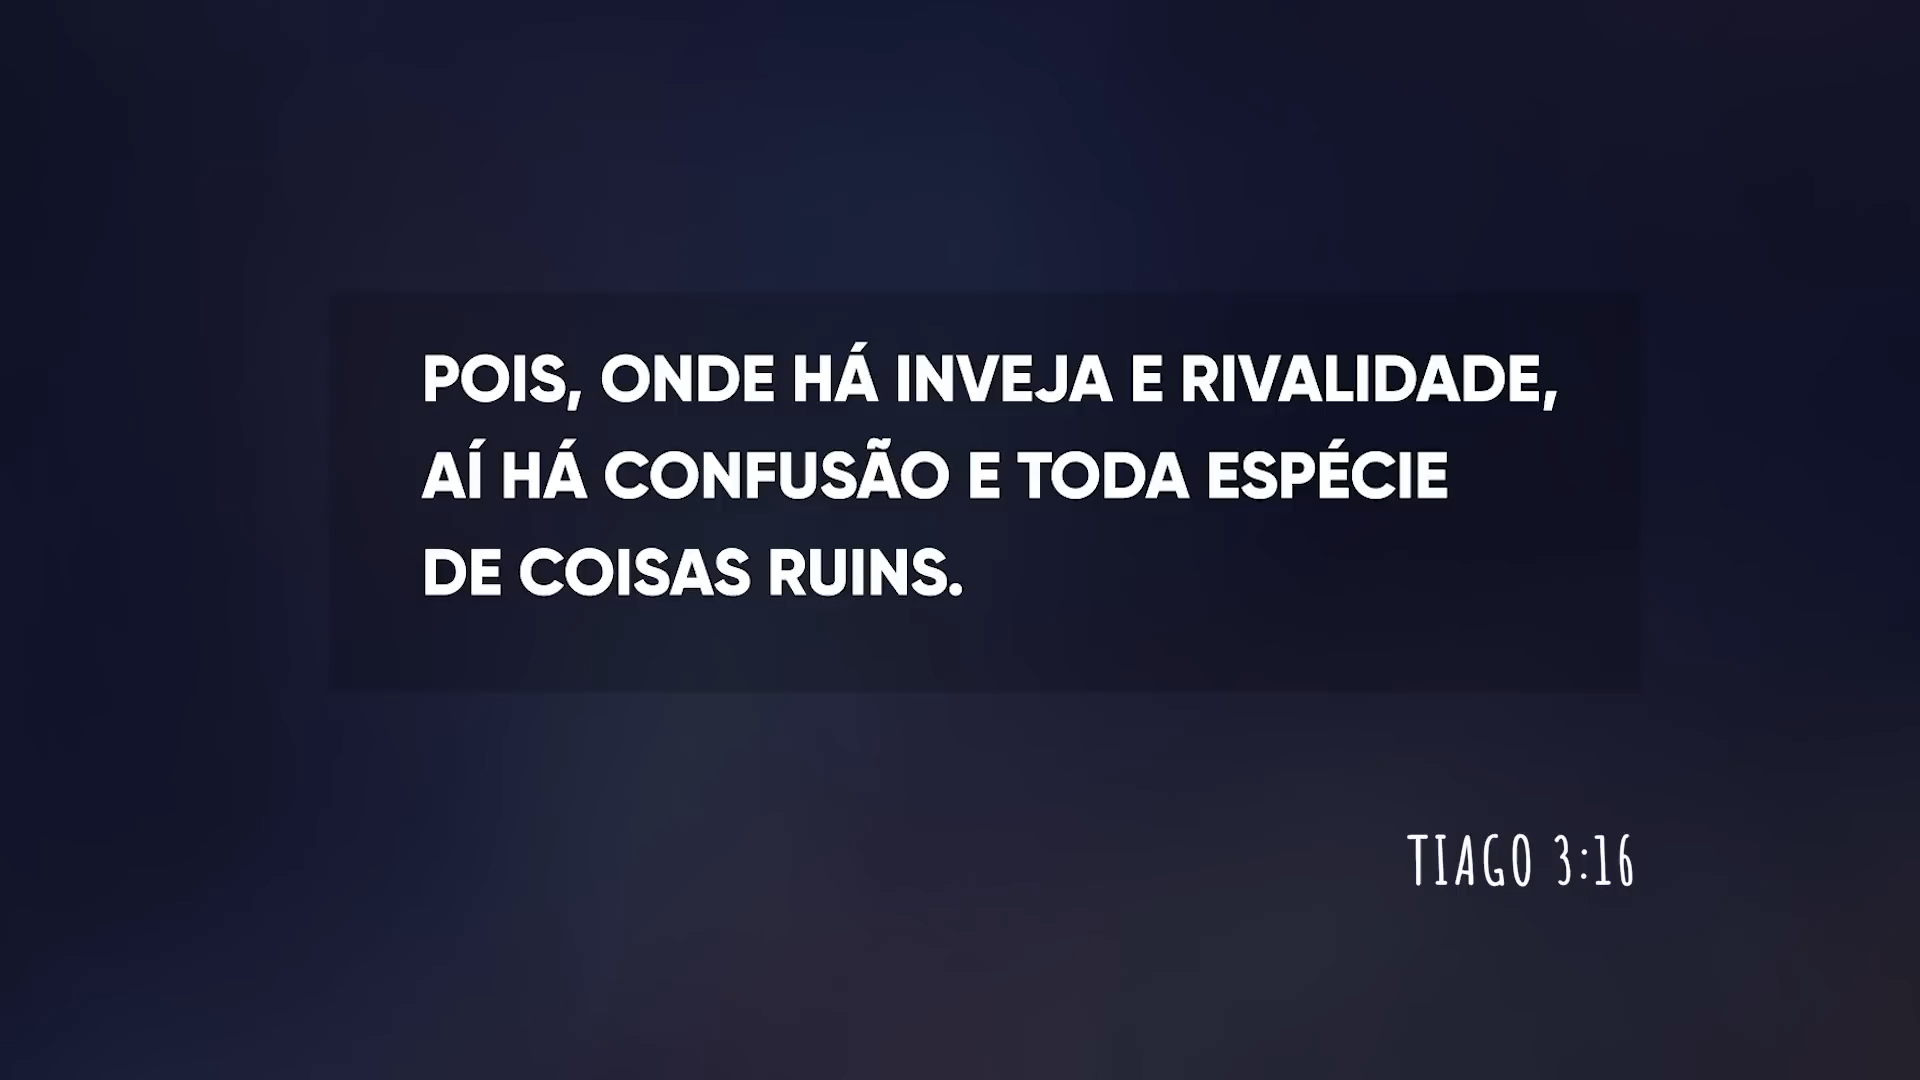 POIS, ONDE HÁ INVEJA E RIVALIDADE,
AÍ HÁ CONFUSÃO E TODA ESPÉCIE
DE COISAS RUINS.
TIAGO 3:16